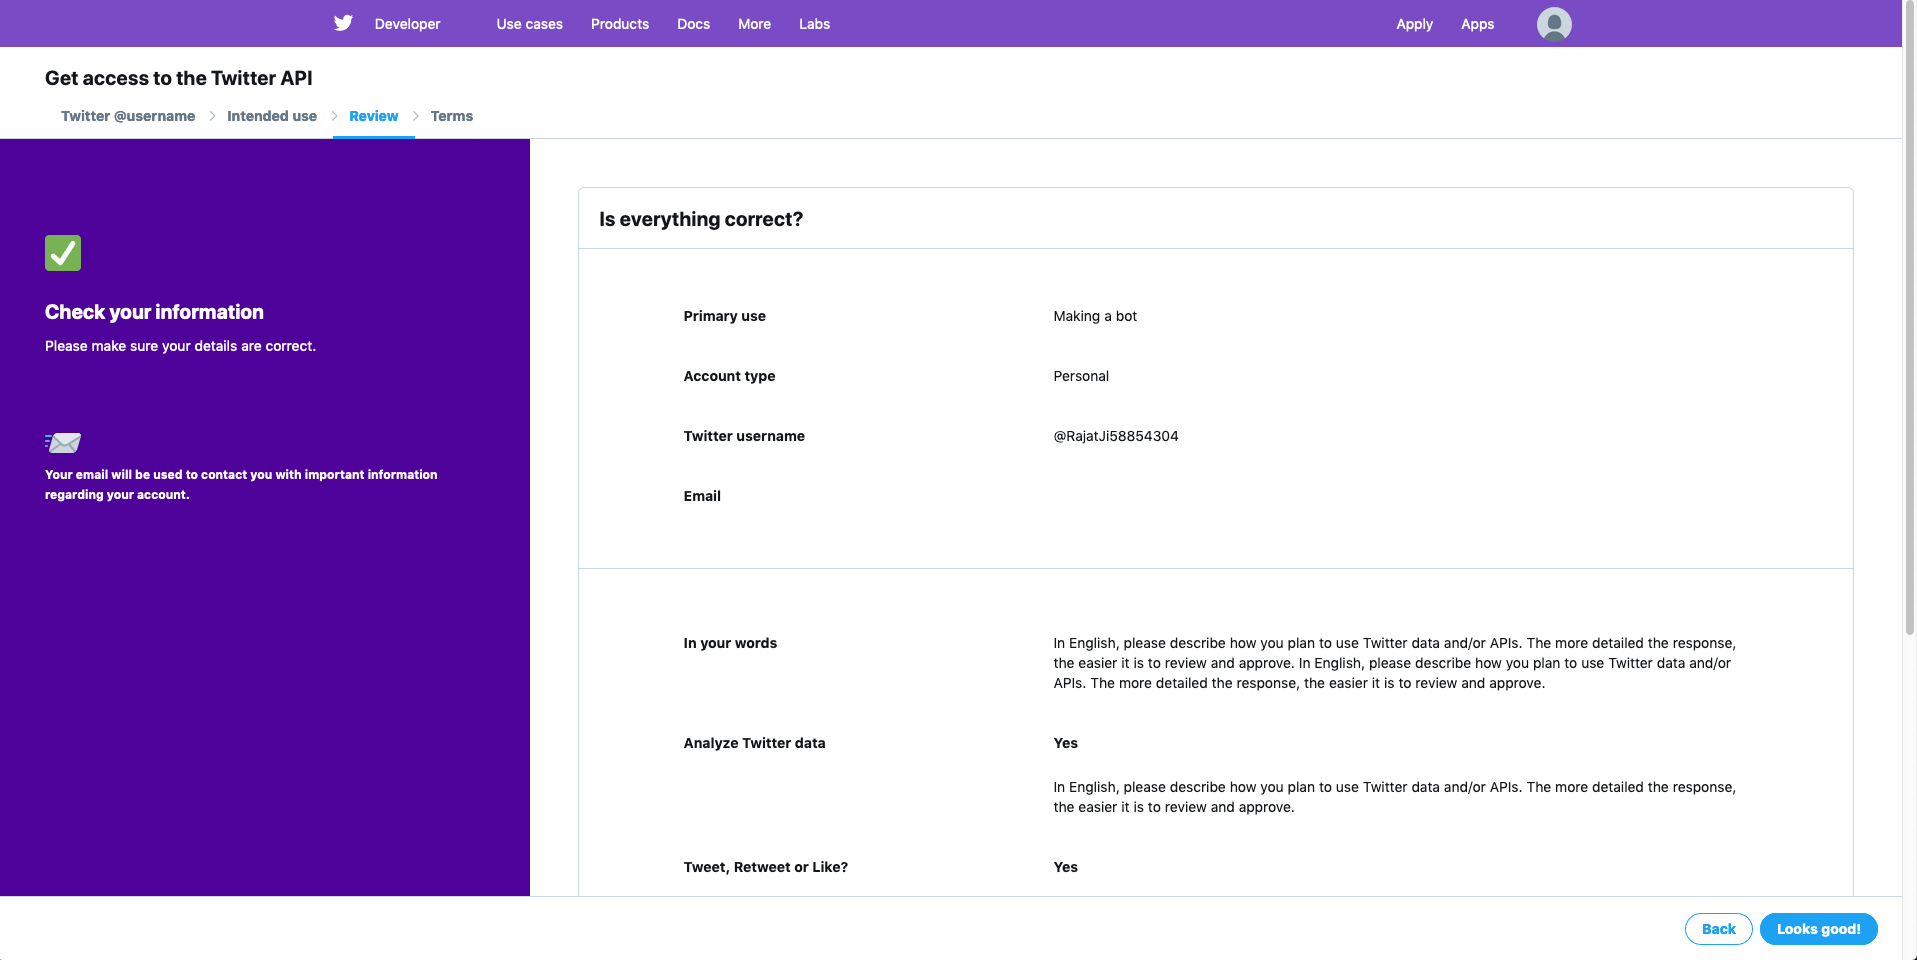 Developer Use cases Products Docs More Labs Apply Apps
Get access to the Twitter API
Twitter @username Intended use Review Terms
Check your information
Please make sure your details are correct.
Your email will be used to contact you with important information
regarding your account.
Is everything correct?
Primary use Making a bot
Account type Personal
Twitter username @RajatJi58854304
Email
In your words In English, please describe how you plan to use Twitter data and/or APIs. The more detailed the response,
the easier it is to review and approve. In English, please describe how you plan to use Twitter data and/or
APIs. The more detailed the response, the easier it is to review and approve.
Analyze Twitter data Yes
In English, please describe how you plan to use Twitter data and/or APIs. The more detailed the response,
the easier it is to review and approve.
Tweet, Retweet or Like? Yes
Back Looks good!